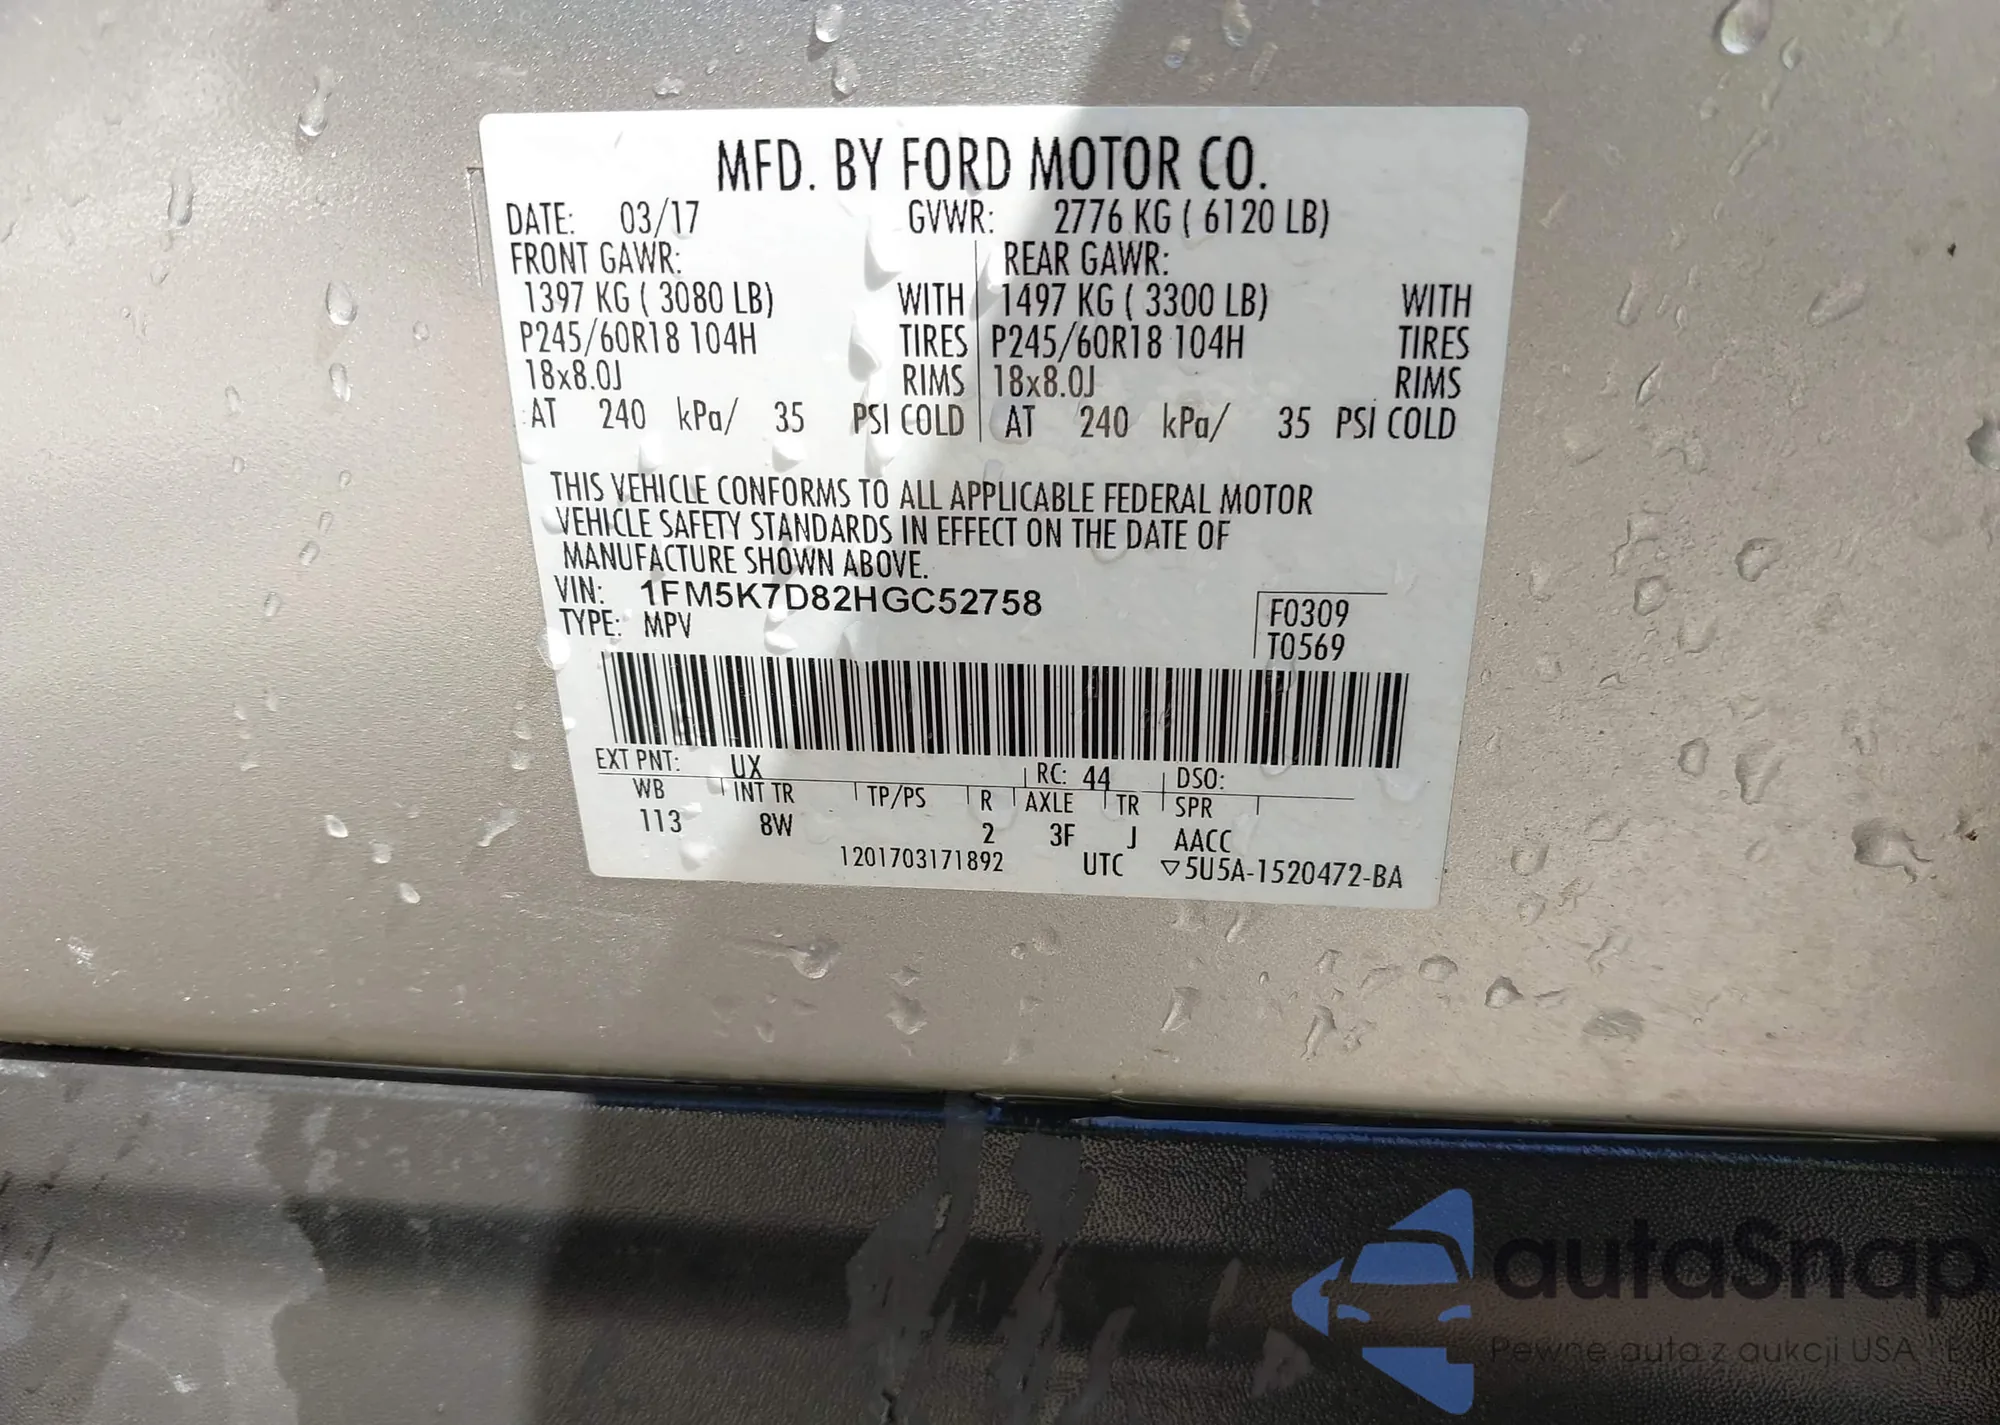 MFD. BY FORD MOTOR CO.
DATE: 03/17 GVWR: 2776 KG ( 6120 LB)
FRONT GAWR: REAR GAWR:
1397 KG ( 3080 LB) WITH 1497 KG ( 3300 LB) WITH
P245/60R18 104H TIRES P245/60R18 104H TIRES
18x8.0J RIMS 18x8.0J RIMS
AT 240 kPa/ 35 PSI COLD AT 240 kPa/ 35 PSI COLD
THIS VEHICLE CONFORMS TO ALL APPLICABLE FEDERAL MOTOR
VEHICLE SAFETY STANDARDS IN EFFECT ON THE DATE OF
MANUFACTURE SHOWN ABOVE.
VIN: 1FM5K7D82HGC52758
TYPE: MPV
F0309
T0569
EXT PNT: UX RC: 44 DSO:
WB INT TR TP/PS R AXLE TR SPR
113 8W 2 3F J AACC
1201703171892 UTC ▽5U5A-1520472-BA
autoSnap
Pewne auto z aukcji USA